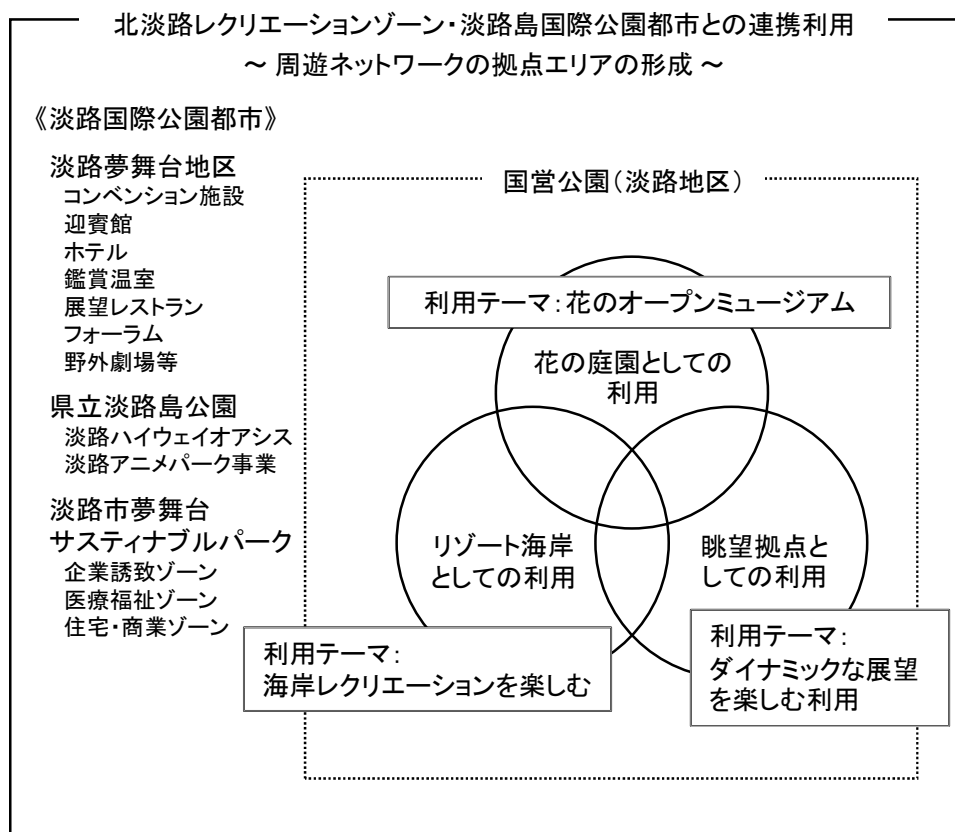 北淡路レクリエーションゾーン・淡路島国際公園都市との連携利用
～ 周遊ネットワークの拠点エリアの形成 ～
《淡路国際公園都市》
淡路夢舞台地区
コンベンション施設
迎賓館
ホテル
鑑賞温室
展望レストラン
フォーラム
野外劇場等
県立淡路島公園
淡路ハイウェイオアシス
淡路アニメパーク事業
淡路市夢舞台
サスティナブルパーク
企業誘致ゾーン
医療福祉ゾーン
住宅・商業ゾーン
国営公園（淡路地区）
利用テーマ：花のオープンミュージアム
花の庭園としての
利用
リゾート海岸
としての利用
眺望拠点と
しての利用
利用テーマ：
海岸レクリエーションを楽しむ
利用テーマ：
ダイナミックな展望
を楽しむ利用